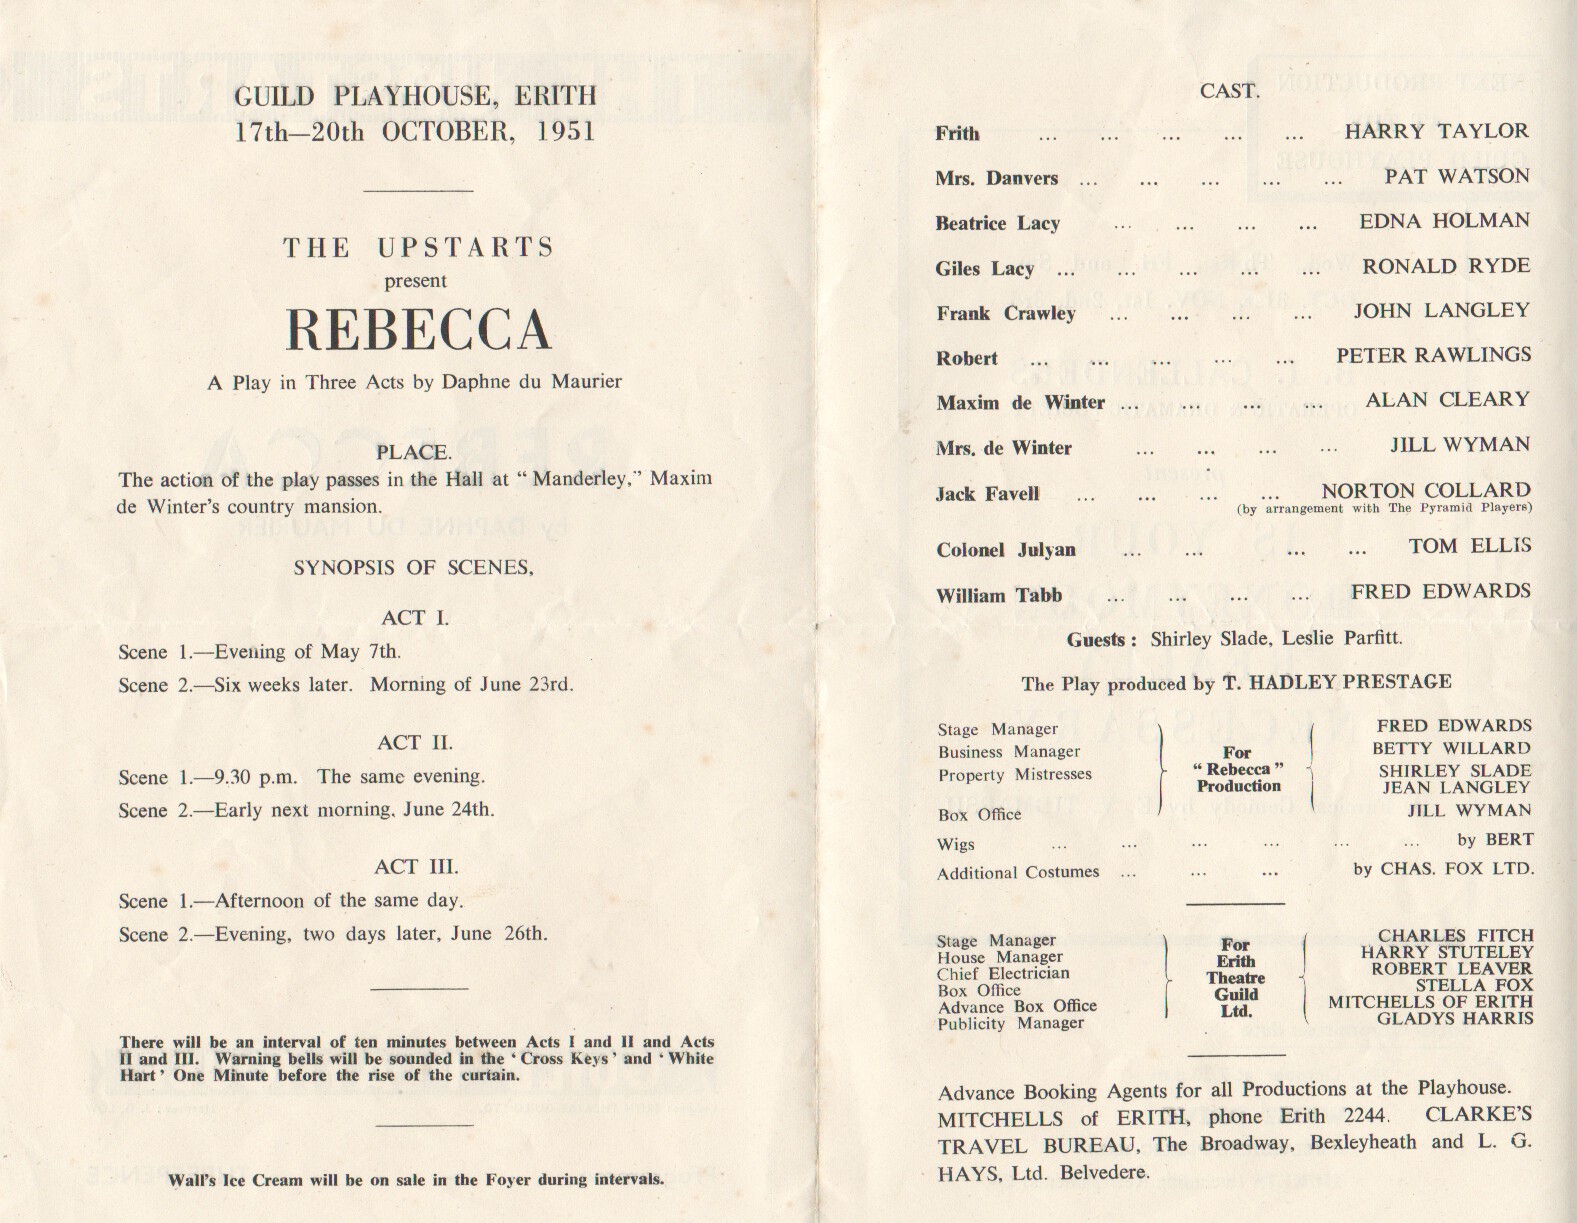 GUILD PLAYHOUSE, ERITH
17th—20th OCTOBER, 1951
THE UPSTARTS
present
REBECCA
A Play in Three Acts by Daphne du Maurier
PLACE.
The action of the play passes in the Hall at “ Manderley,” Maxim
de Winter's country mansion.
SYNOPSIS OF SCENES,
ACT I.
Scene 1.—Evening of May 7th.
Scene 2.—Six weeks later. Morning of June 23rd.
ACT II.
Scene 1.—9.30 p.m. The same evening.
Scene 2.—Early next morning, June 24th.
ACT III.
Scene 1.—Afternoon of the same day.
Scene 2.—Evening, two days later, June 26th.
There will be an interval of ten minutes between Acts I and II and Acts
II and III. Warning bells will be sounded in the ‘ Cross Keys ’ and ‘ White
Hart ’ One Minute before the rise of the curtain.
Wall's Ice Cream will be on sale in the Foyer during intervals.
CAST.
Frith ... ... ... ... ... HARRY TAYLOR
Mrs. Danvers ... ... ... ... ... PAT WATSON
Beatrice Lacy ... ... ... ... EDNA HOLMAN
Giles Lacy ... ... ... ... ... RONALD RYDE
Frank Crawley ... ... ... ... JOHN LANGLEY
Robert ... ... ... ... ... PETER RAWLINGS
Maxim de Winter ... ... ... ALAN CLEARY
Mrs. de Winter ... ... ... ... JILL WYMAN
Jack Favell ... ... ... ... NORTON COLLARD
(by arrangement with The Pyramid Players)
Colonel Julyan ... ... ... ... TOM ELLIS
William Tabb ... ... ... ... FRED EDWARDS
Guests : Shirley Slade, Leslie Parfitt.
The Play produced by T. HADLEY PRESTAGE
Stage Manager FRED EDWARDS
Business Manager For BETTY WILLARD
Property Mistresses “ Rebecca ” SHIRLEY SLADE
Production JEAN LANGLEY
Box Office JILL WYMAN
Wigs ... ... ... ... ... ... by BERT
Additional Costumes ... ... ... by CHAS. FOX LTD.
Stage Manager For CHARLES FITCH
House Manager Erith HARRY STUTELEY
Chief Electrician Theatre ROBERT LEAVER
Box Office Guild STELLA FOX
Advance Box Office Ltd. MITCHELLS OF ERITH
Publicity Manager GLADYS HARRIS
Advance Booking Agents for all Productions at the Playhouse.
MITCHELLS of ERITH, phone Erith 2244. CLARKE'S
TRAVEL BUREAU, The Broadway, Bexleyheath and L. G.
HAYS, Ltd. Belvedere.